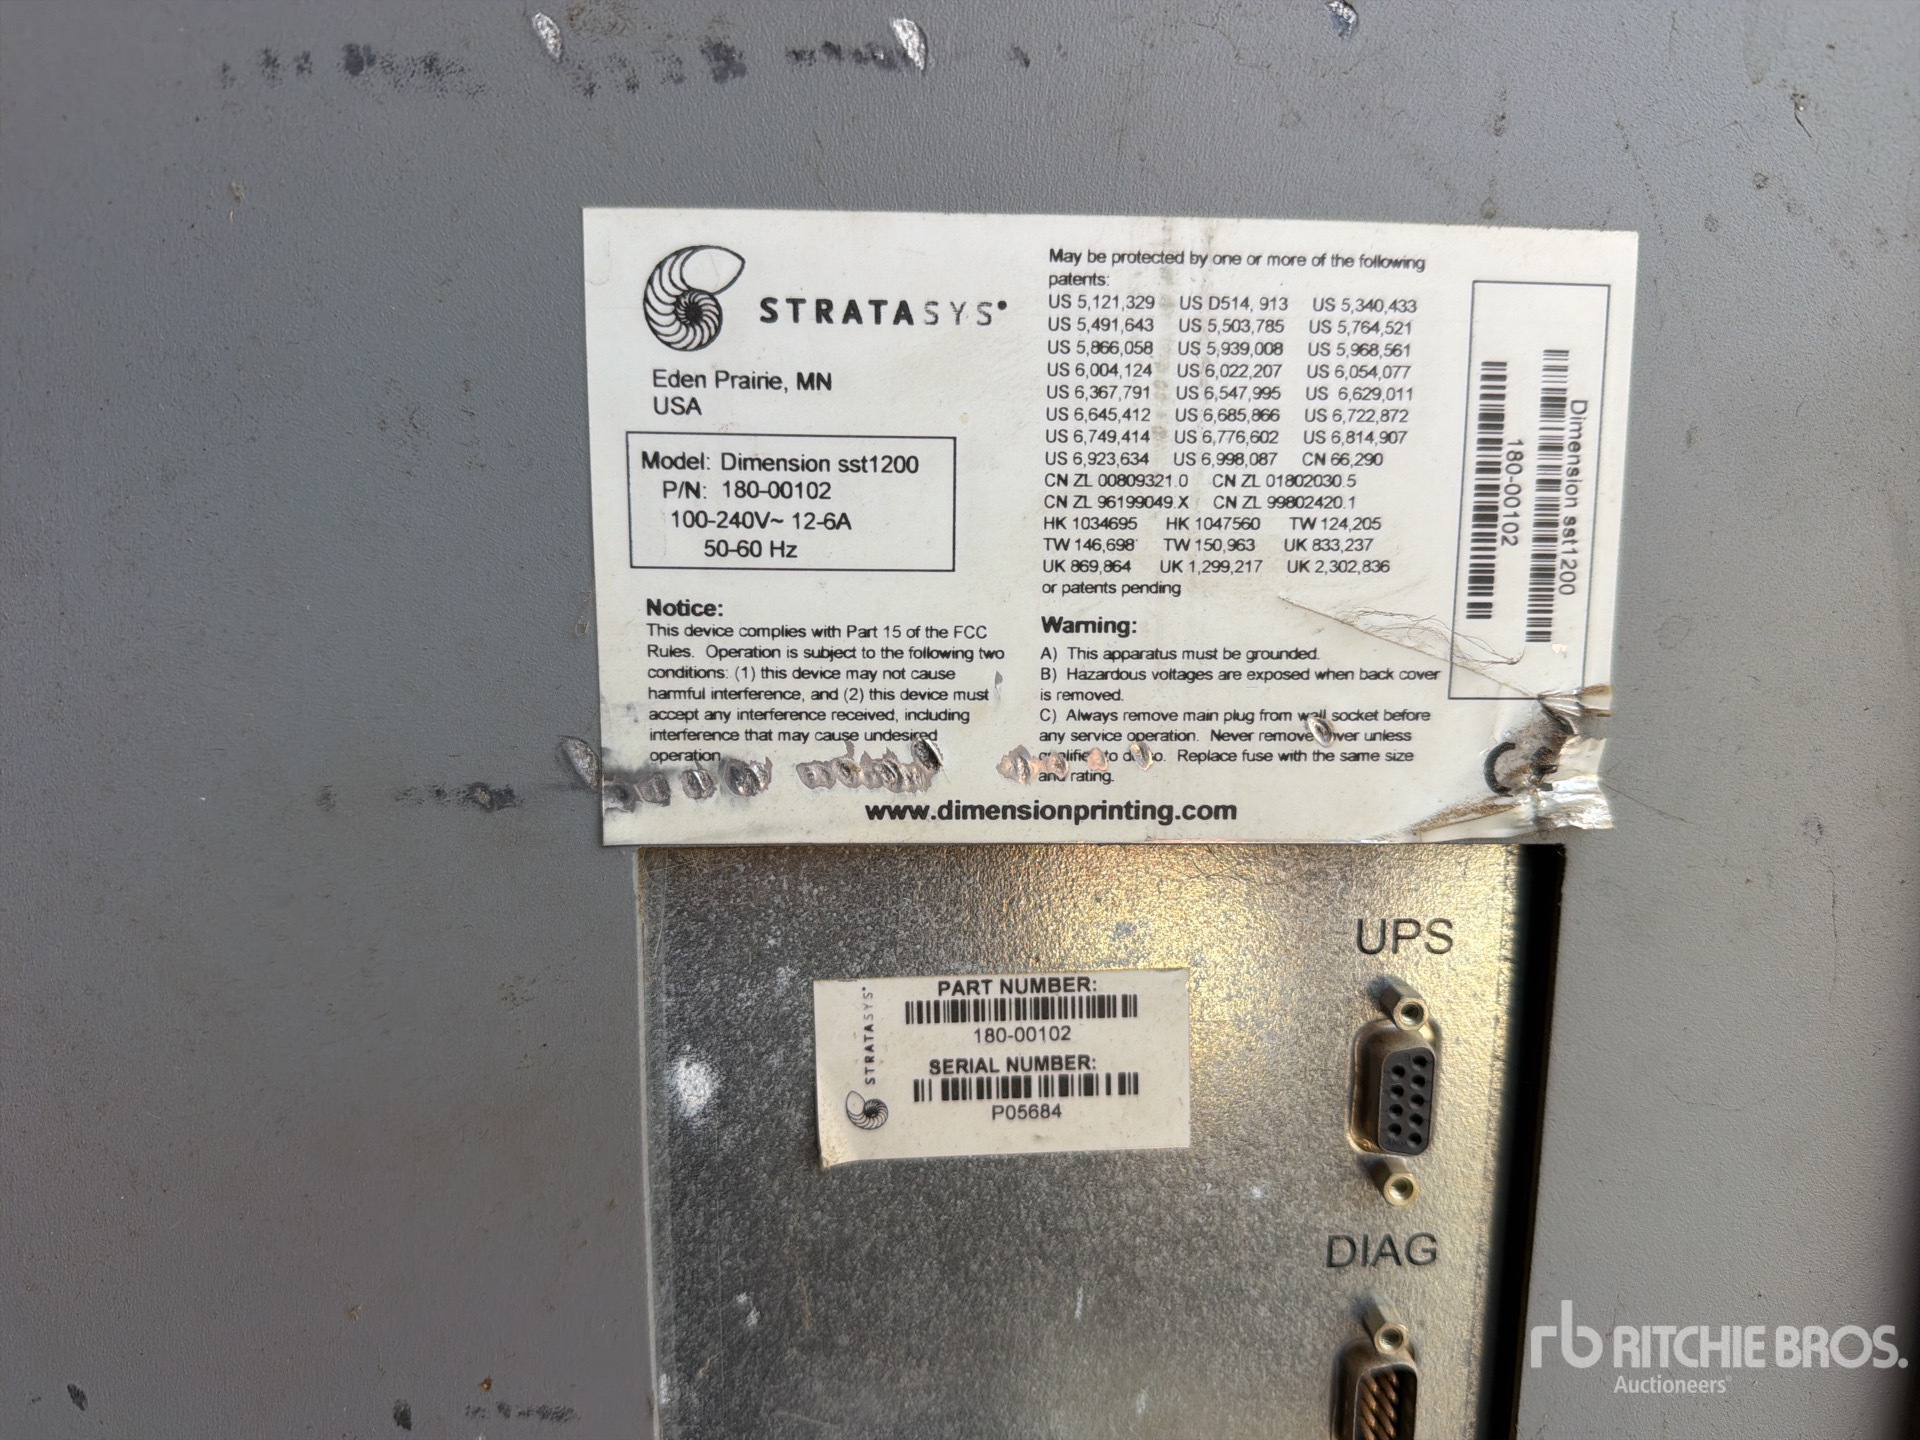 STRATASYS
Eden Prairie, MN
USA
Model: Dimension sst1200
P/N: 180-00102
100-240V~ 12-6A
50-60 Hz
Notice:
This device complies with Part 15 of the FCC
Rules. Operation is subject to the following two
conditions: (1) this device may not cause
harmful interference, and (2) this device must
accept any interference received, including
interference that may cause undesired
operation.
May be protected by one or more of the following
patents:
US 5,121,329 US D514, 913 US 5,340,433
US 5,491,643 US 5,503,785 US 5,764,521
US 5,866,058 US 5,939,008 US 5,968,561
US 6,004,124 US 6,022,207 US 6,054,077
US 6,367,791 US 6,547,995 US 6,629,011
US 6,645,412 US 6,685,866 US 6,722,872
US 6,749,414 US 6,776,602 US 6,814,907
US 6,923,634 US 6,998,087 CN 66,290
CN ZL 00809321.0 CN ZL 01802030.5
CN ZL 96199049.X CN ZL 99802420.1
HK 1034695 HK 1047560 TW 124,205
TW 146,698 TW 150,963 UK 833,237
UK 869,864 UK 1,299,217 UK 2,302,836
or patents pending
Warning:
A) This apparatus must be grounded.
B) Hazardous voltages are exposed when back cover
is removed.
C) Always remove main plug from wall socket before
any service operation. Never remove cover unless
qualified to do so. Replace fuse with the same size
and rating.
www.dimensionprinting.com
Dimension sst1200
180-00102
UPS
STRATASYS
PART NUMBER:
180-00102
SERIAL NUMBER:
P05684
DIAG
rb RITCHIE BROS.
Auctioneers